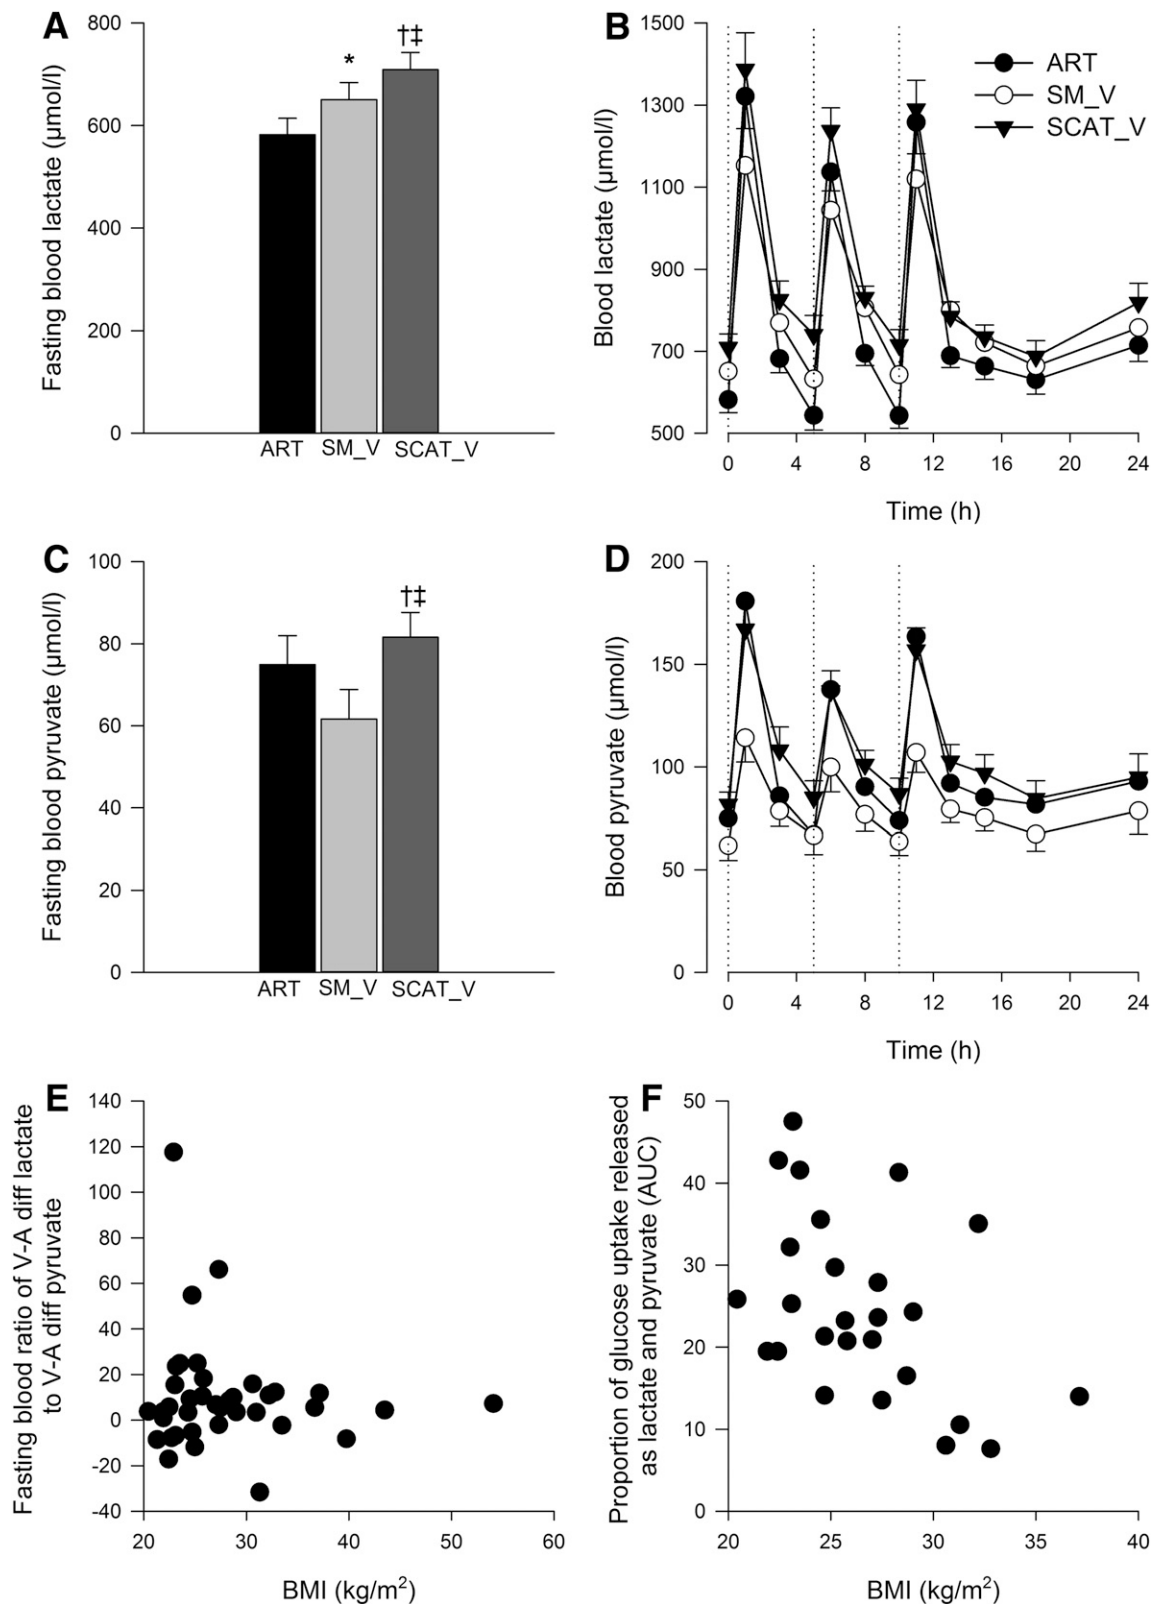 A
Fasting blood lactate (µmol/l)
800
600
400
200
0
*
†‡
ART SM_V SCAT_V
B
Blood lactate (µmol/l)
1500
1300
1100
900
700
500
ART
SM_V
SCAT_V
0 4 8 12 16 20 24
Time (h)
C
Fasting blood pyruvate (µmol/l)
100
80
60
40
20
0
†‡
ART SM_V SCAT_V
D
Blood pyruvate (µmol/l)
200
150
100
50
0
0 4 8 12 16 20 24
Time (h)
E
Fasting blood ratio of V-A diff lactate
to V-A diff pyruvate
140
120
100
80
60
40
20
0
-20
-40
20 30 40 50 60
BMI (kg/m²)
F
Proportion of glucose uptake released
as lactate and pyruvate (AUC)
50
40
30
20
10
0
20 25 30 35 40
BMI (kg/m²)